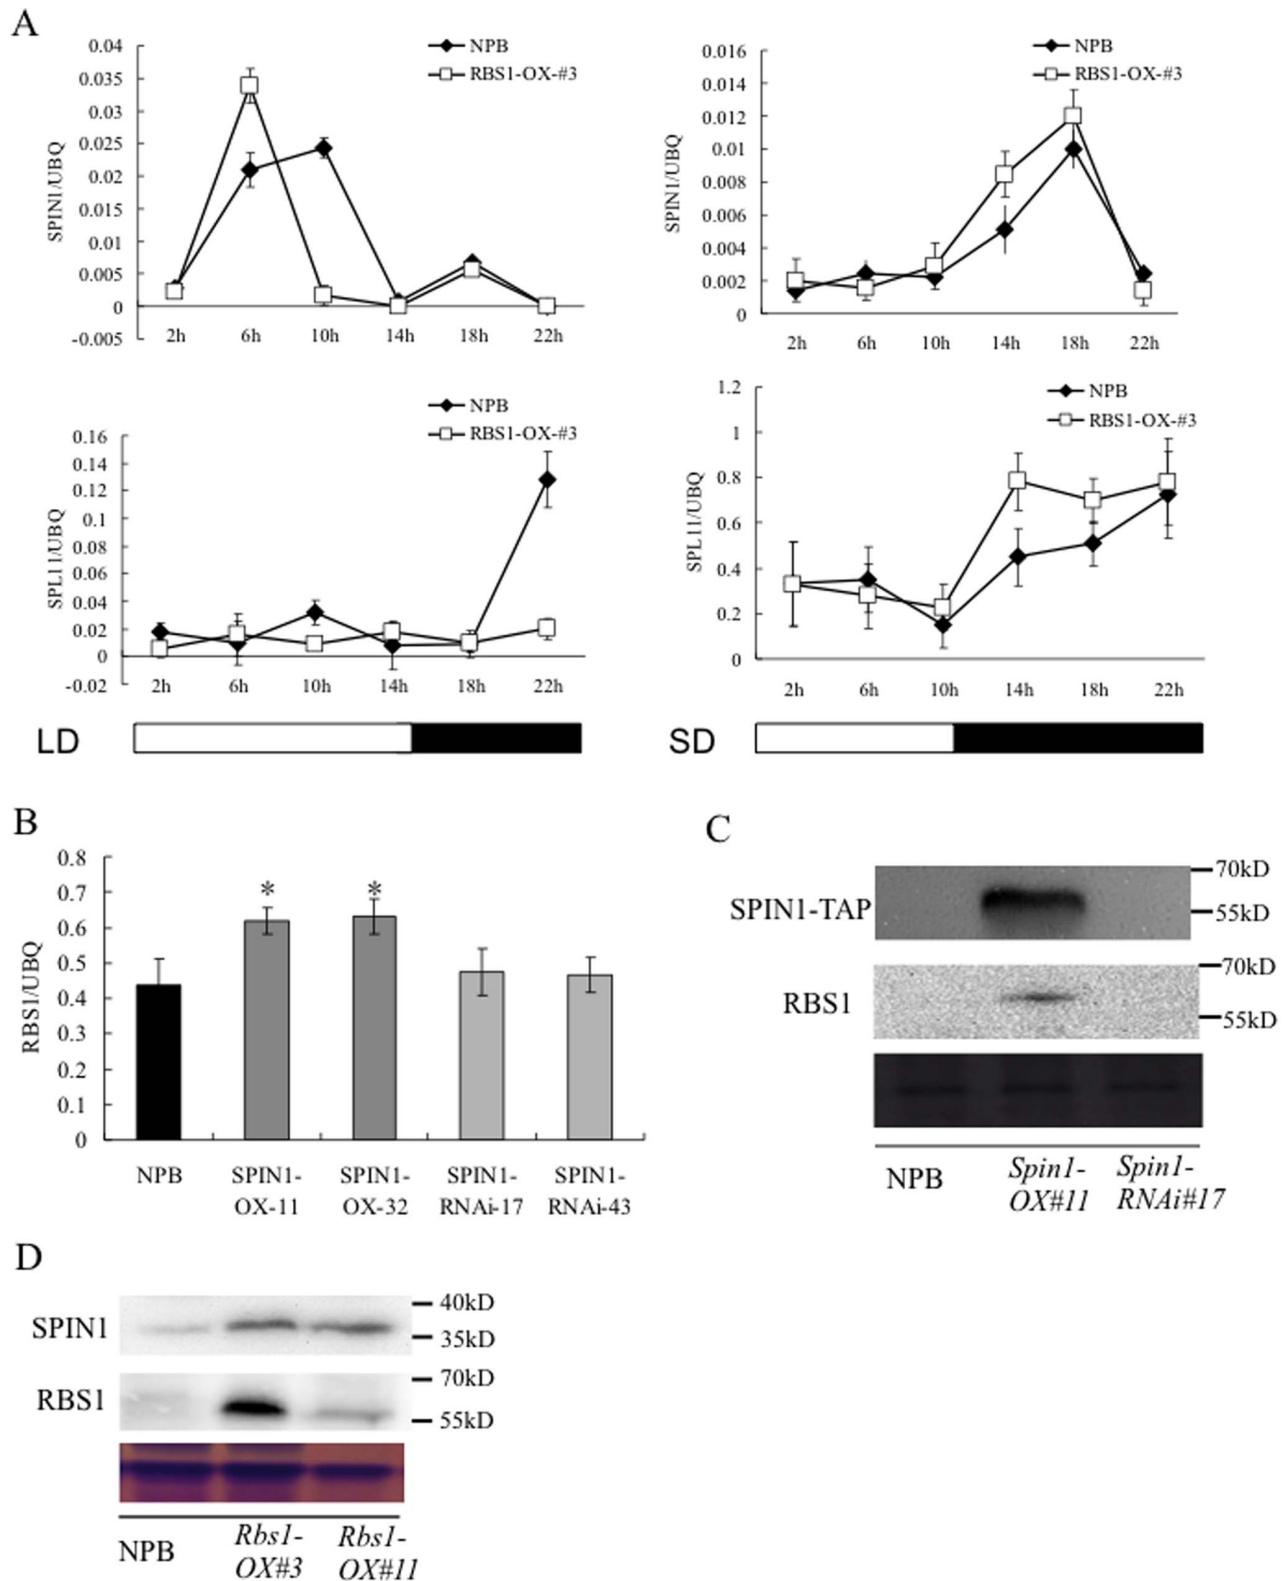 A
NPB
RBS1-OX-#3
0.04
0.035
0.03
0.025
0.02
0.015
0.01
0.005
0
-0.005
SPIN1/UBQ
2h 6h 10h 14h 18h 22h
NPB
RBS1-OX-#3
0.016
0.014
0.012
0.01
0.008
0.006
0.004
0.002
0
SPIN1/UBQ
2h 6h 10h 14h 18h 22h
NPB
RBS1-OX-#3
0.16
0.14
0.12
0.1
0.08
0.06
0.04
0.02
0
-0.02
SPL11/UBQ
2h 6h 10h 14h 18h 22h
LD
NPB
RBS1-OX-#3
1.2
1
0.8
0.6
0.4
0.2
0
SPL11/UBQ
2h 6h 10h 14h 18h 22h
SD
B
0.8
0.7
0.6
0.5
0.4
0.3
0.2
0.1
0
RBS1/UBQ
* *
NPB SPIN1- SPIN1- SPIN1- SPIN1-
OX-11 OX-32 RNAi-17 RNAi-43
C
SPIN1-TAP
70kD
55kD
RBS1
70kD
55kD
NPB Spin1- Spin1-
OX#11 RNAi#17
D
SPIN1
40kD
35kD
RBS1
70kD
55kD
NPB Rbs1- Rbs1-
OX#3 OX#11